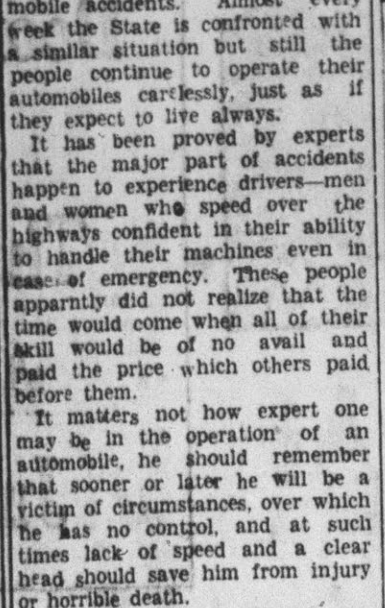 mobile accidents. Almost every
week the State is confronted with
a similar situation but still the
people continue to operate their
automobiles carelessly, just as if
they expect to live always.
It has been proved by experts
that the major part of accidents
happen to experience drivers—men
and women who speed over the
highways confident in their ability
to handle their machines even in
case of emergency. These people
apparntly did not realize that the
time would come when all of their
skill would be of no avail and
paid the price which others paid
before them.
It matters not how expert one
may be in the operation of an
automobile, he should remember
that sooner or later he will be a
victim of circumstances, over which
he has no control, and at such
times lack of speed and a clear
head should save him from injury
or horrible death.